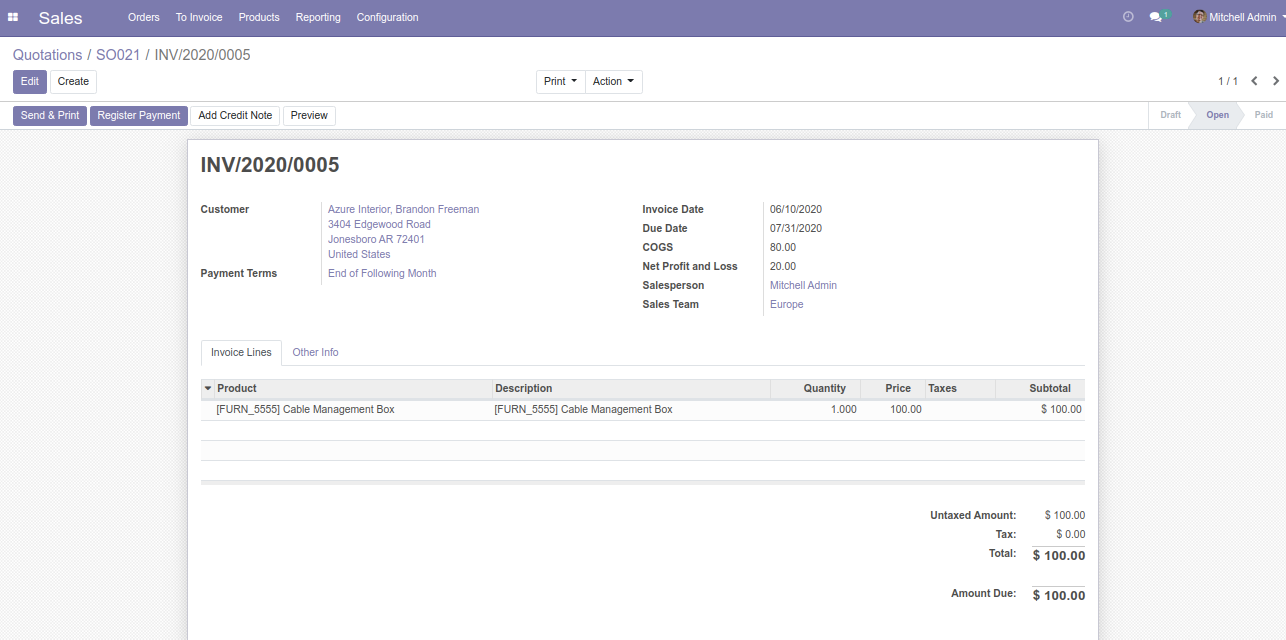 Sales Orders To Invoice Products Reporting Configuration 1 Mitchell Admin
Quotations / SO021 / INV/2020/0005
Edit Create Print Action 1 / 1
Send & Print Register Payment Add Credit Note Preview Draft Open Paid
INV/2020/0005
Customer Azure Interior, Brandon Freeman Invoice Date 06/10/2020
3404 Edgewood Road Due Date 07/31/2020
Jonesboro AR 72401 COGS 80.00
United States Net Profit and Loss 20.00
Payment Terms End of Following Month Salesperson Mitchell Admin
Sales Team Europe
Invoice Lines Other Info
Product Description Quantity Price Taxes Subtotal
[FURN_5555] Cable Management Box [FURN_5555] Cable Management Box 1.000 100.00 $ 100.00
Untaxed Amount: $ 100.00
Tax: $ 0.00
Total: $ 100.00
Amount Due: $ 100.00